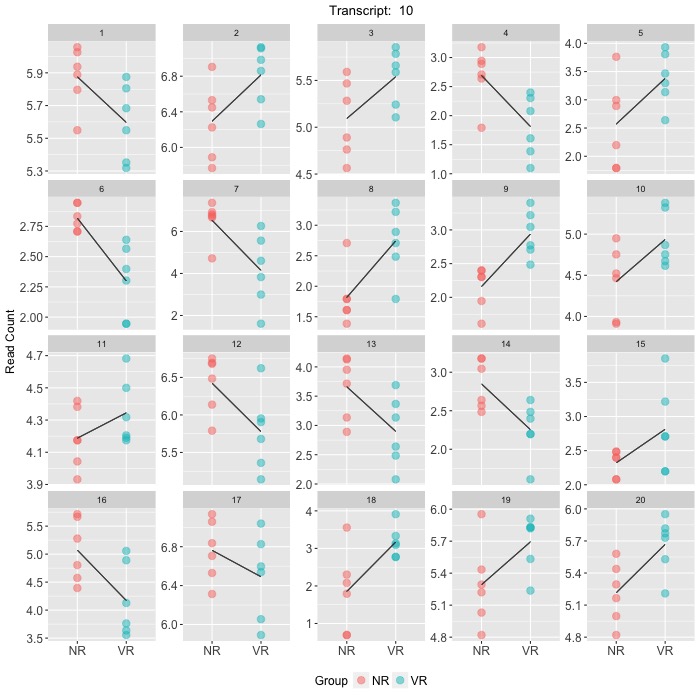 Transcript: 10
1 2 3 4 5
5.9 5.7 5.5 5.3
6.8 6.4 6.0
5.5 5.0 4.5
3.0 2.5 2.0 1.5 1.0
4.0 3.5 3.0 2.5 2.0
6 7 8 9 10
2.75 2.50 2.25 2.00
6 4 2
3.0 2.5 2.0 1.5
3.0 2.0
5.0 4.5 4.0
Read Count
11 12 13 14 15
4.7 4.5 4.3 4.1 3.9
6.5 6.0 5.5
4.0 3.5 3.0 2.5 2.0
3.0 2.5 2.0
3.5 3.0 2.5 2.0
16 17 18 19 20
5.5 5.0 4.5 4.0 3.5
6.8 6.4 6.0
4 3 2 1
6.0 5.6 5.2 4.8
6.0 5.6 5.2 4.8
NR VR NR VR NR VR NR VR NR VR
Group NR VR